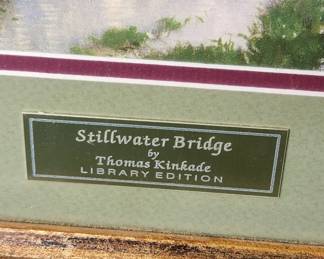 Stillwater Bridge
by
Thomas Kinkade
LIBRARY EDITION